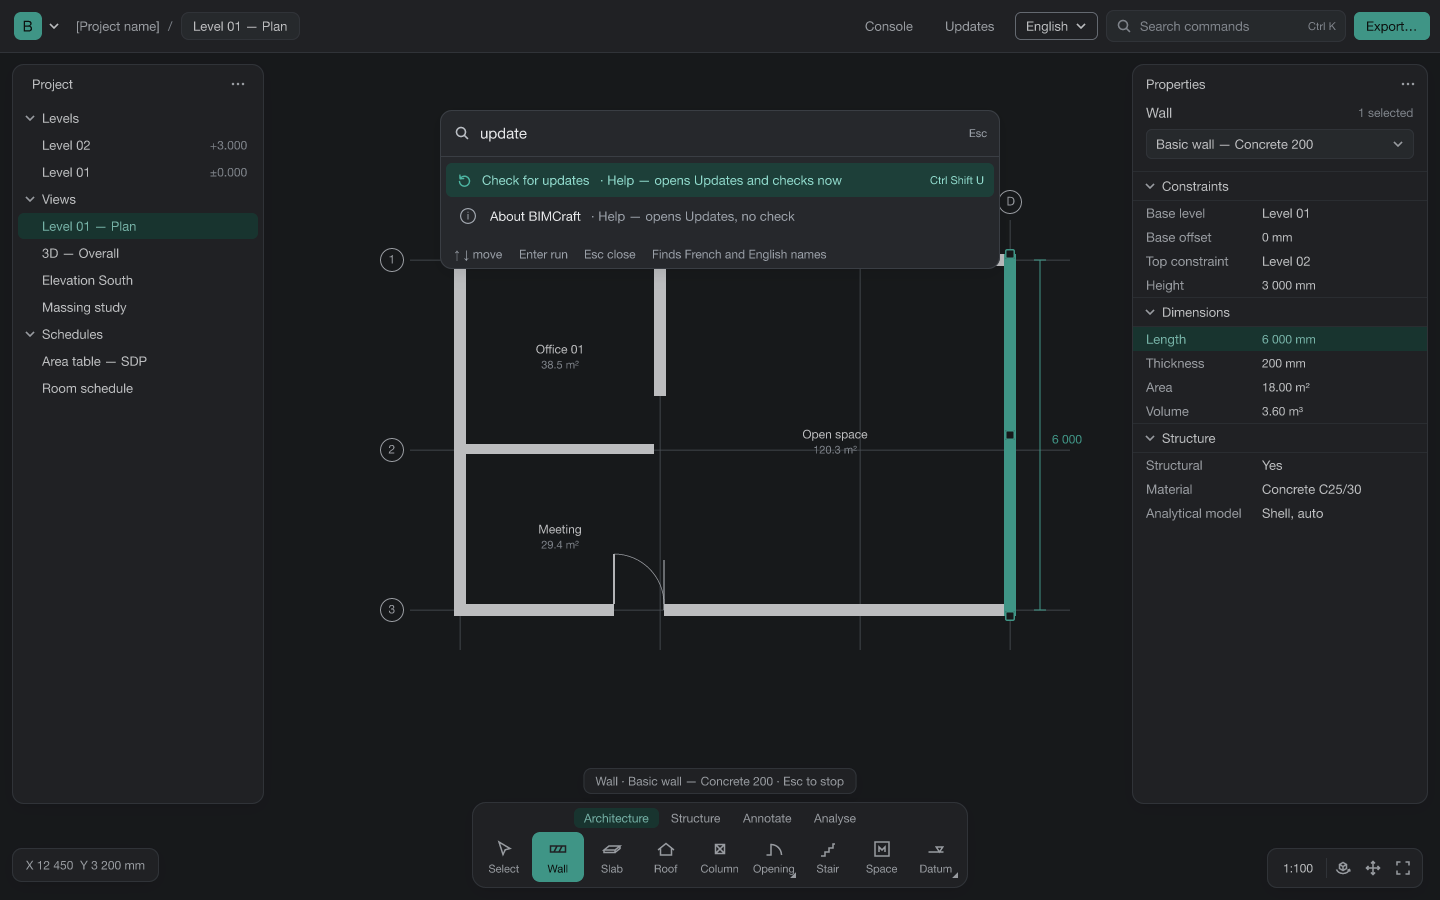 B
[Project name] / Level 01 — Plan
Console
Updates
English
Search commands Ctrl K
Export...
Project
Levels
Level 02 +3.000
Level 01 ±0.000
Views
Level 01 — Plan
3D — Overall
Elevation South
Massing study
Schedules
Area table — SDP
Room schedule
update Esc
Check for updates · Help — opens Updates and checks now Ctrl Shift U
About BIMCraft · Help — opens Updates, no check
↑ ↓ move Enter run Esc close Finds French and English names
D
1
2
3
Office 01
38.5 m²
Open space
120.3 m²
Meeting
29.4 m²
6 000
Properties
Wall 1 selected
Basic wall — Concrete 200
Constraints
Base level Level 01
Base offset 0 mm
Top constraint Level 02
Height 3 000 mm
Dimensions
Length 6 000 mm
Thickness 200 mm
Area 18.00 m²
Volume 3.60 m³
Structure
Structural Yes
Material Concrete C25/30
Analytical model Shell, auto
Wall · Basic wall — Concrete 200 · Esc to stop
Architecture Structure Annotate Analyse
Select Wall Slab Roof Column Opening Stair Space Datum
X 12 450 Y 3 200 mm
1:100